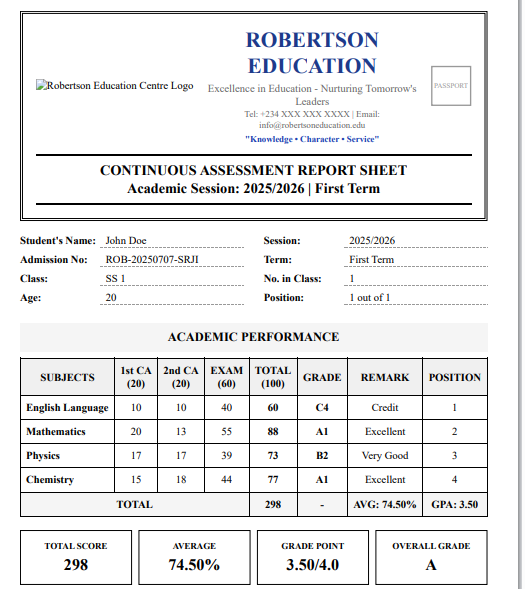 ROBERTSON
EDUCATION
Robertson Education Centre Logo
Excellence in Education - Nurturing Tomorrow's
Leaders
PASSPORT
Tel: +234 XXX XXX XXXX | Email:
info@robertsoneducation.edu
"Knowledge • Character • Service"
CONTINUOUS ASSESSMENT REPORT SHEET
Academic Session: 2025/2026 | First Term
Student's Name: John Doe Session: 2025/2026
Admission No: ROB-20250707-SRJI Term: First Term
Class: SS 1 No. in Class: 1
Age: 20 Position: 1 out of 1
ACADEMIC PERFORMANCE
SUBJECTS 1st CA (20) 2nd CA (20) EXAM (60) TOTAL (100) GRADE REMARK POSITION
English Language 10 10 40 60 C4 Credit 1
Mathematics 20 13 55 88 A1 Excellent 2
Physics 17 17 39 73 B2 Very Good 3
Chemistry 15 18 44 77 A1 Excellent 4
TOTAL 298 - AVG: 74.50% GPA: 3.50
TOTAL SCORE AVERAGE GRADE POINT OVERALL GRADE
298 74.50% 3.50/4.0 A